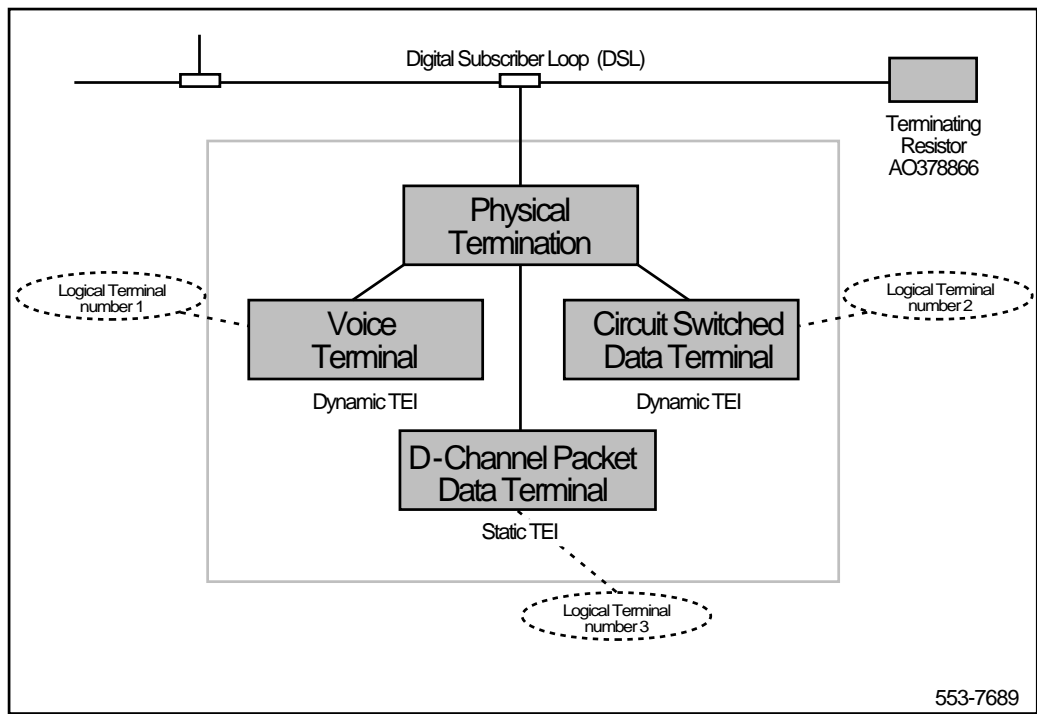 Digital Subscriber Loop (DSL)
Terminating
Resistor
AO378866
Physical
Termination
Logical Terminal
number 1
Logical Terminal
number 2
Voice
Terminal
Circuit Switched
Data Terminal
Dynamic TEI
Dynamic TEI
D-Channel Packet
Data Terminal
Static TEI
Logical Terminal
number 3
553-7689